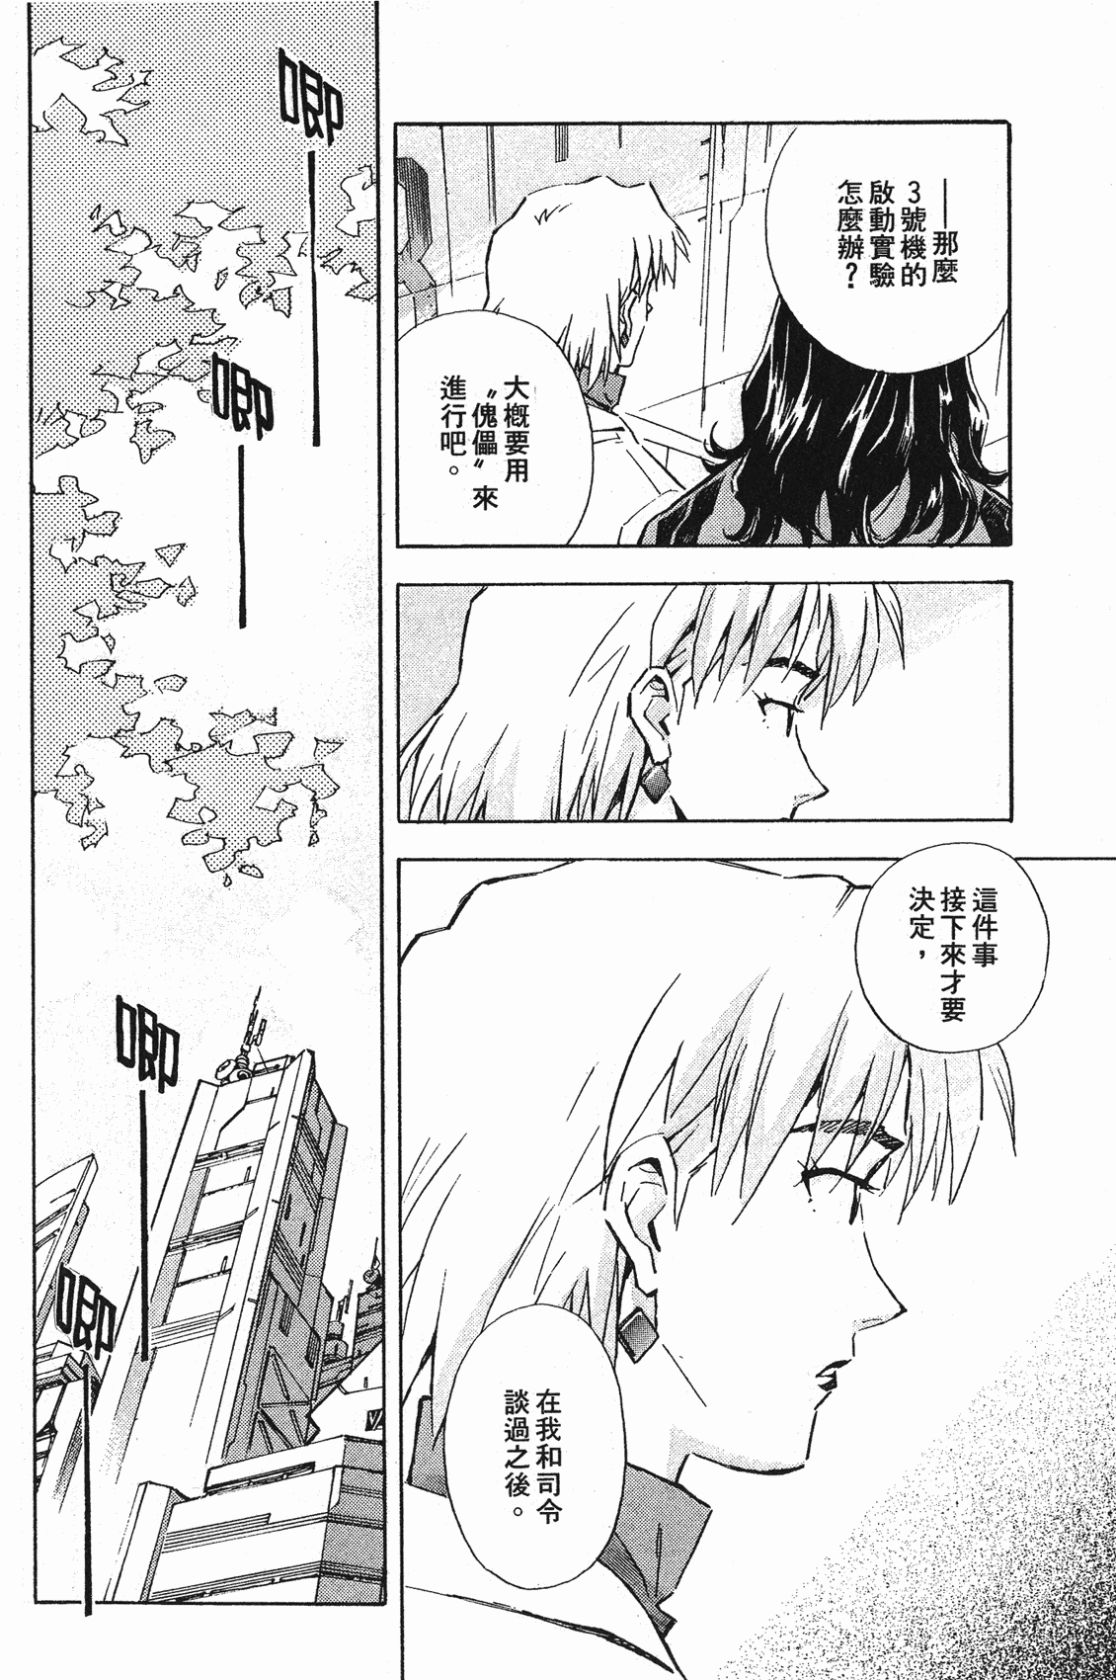 ——那麼
3號機的
啟動實驗
怎麼辦？
大概要用
〝傀儡〞來
進行吧。
這件事
接下來才要
決定，
在我和司令
談過之後。
唧——
唧——
唧——
唧——